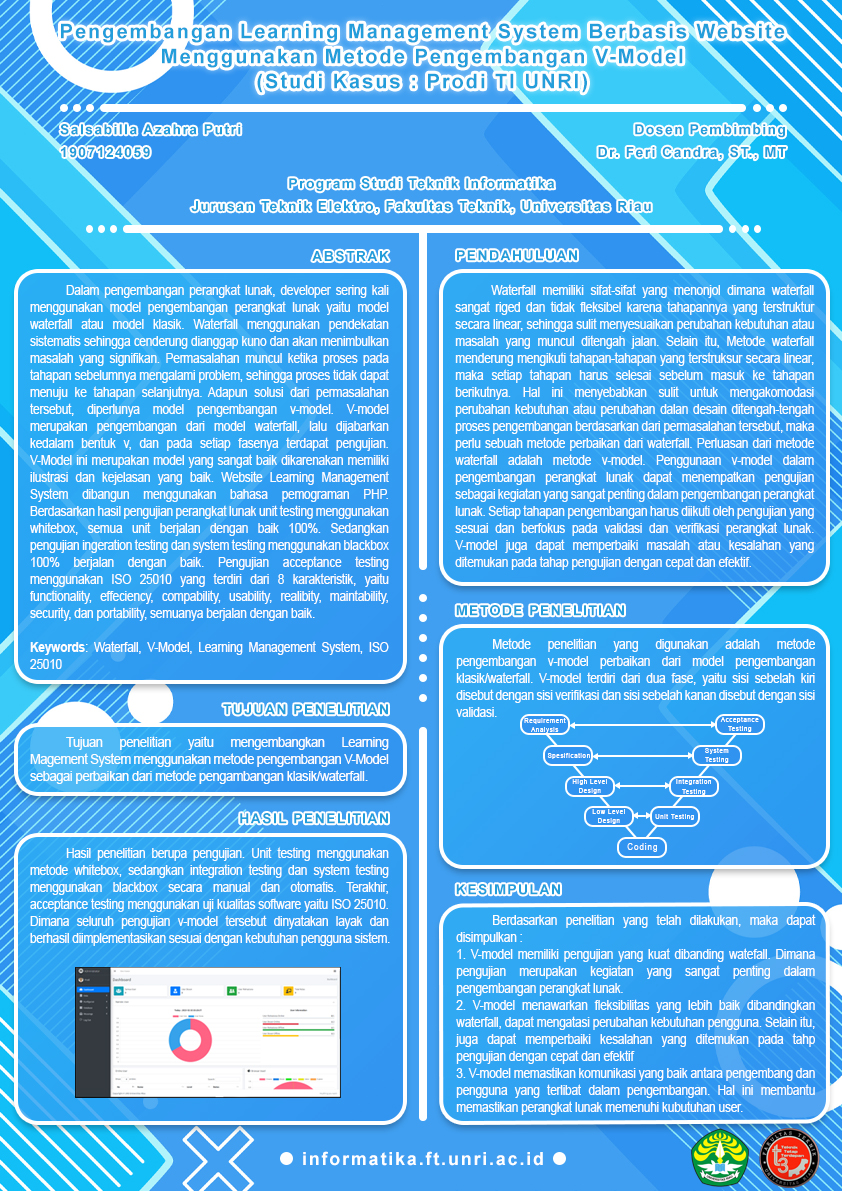 Pengembangan Learning Management System Berbasis Website
Menggunakan Metode Pengembangan V-Model
(Studi Kasus : Prodi TI UNRI)
Salsabilla Azahra Putri
1907124059
Dosen Pembimbing
Dr. Feri Candra, ST., MT
Program Studi Teknik Informatika
Jurusan Teknik Elektro, Fakultas Teknik, Universitas Riau
ABSTRAK
Dalam pengembangan perangkat lunak, developer sering kali
menggunakan model pengembangan perangkat lunak yaitu model
waterfall atau model klasik. Waterfall menggunakan pendekatan
sistematis sehingga cenderung dianggap kuno dan akan menimbulkan
masalah yang signifikan. Permasalahan muncul ketika proses pada
tahapan sebelumnya mengalami problem, sehingga proses tidak dapat
menuju ke tahapan selanjutnya. Adapun solusi dari permasalahan
tersebut, diperlunya model pengembangan v-model. V-model
merupakan pengembangan dari model waterfall, lalu dijabarkan
kedalam bentuk v, dan pada setiap fasenya terdapat pengujian.
V-Model ini merupakan model yang sangat baik dikarenakan memiliki
ilustrasi dan kejelasan yang baik. Website Learning Management
System dibangun menggunakan bahasa pemograman PHP.
Berdasarkan hasil pengujian perangkat lunak unit testing menggunakan
whitebox, semua unit berjalan dengan baik 100%. Sedangkan
pengujian ingeration testing dan system testing menggunakan blackbox
100% berjalan dengan baik. Pengujian acceptance testing
menggunakan ISO 25010 yang terdiri dari 8 karakteristik, yaitu
functionality, effeciency, compability, usability, realibity, maintability,
security, dan portability, semuanya berjalan dengan baik.
Keywords: Waterfall, V-Model, Learning Management System, ISO
25010
TUJUAN PENELITIAN
Tujuan penelitian yaitu mengembangkan Learning
Magement System menggunakan metode pengembangan V-Model
sebagai perbaikan dari metode pengambangan klasik/waterfall.
HASIL PENELITIAN
Hasil penelitian berupa pengujian. Unit testing menggunakan
metode whitebox, sedangkan integration testing dan system testing
menggunakan blackbox secara manual dan otomatis. Terakhir,
acceptance testing menggunakan uji kualitas software yaitu ISO 25010.
Dimana seluruh pengujian v-model tersebut dinyatakan layak dan
berhasil diimplementasikan sesuai dengan kebutuhan pengguna sistem.
Dashboard
PENDAHULUAN
Waterfall memiliki sifat-sifat yang menonjol dimana waterfall
sangat riged dan tidak fleksibel karena tahapannya yang terstruktur
secara linear, sehingga sulit menyesuaikan perubahan kebutuhan atau
masalah yang muncul ditengah jalan. Selain itu, Metode waterfall
menderung mengikuti tahapan-tahapan yang terstruksur secara linear,
maka setiap tahapan harus selesai sebelum masuk ke tahapan
berikutnya. Hal ini menyebabkan sulit untuk mengakomodasi
perubahan kebutuhan atau perubahan dalan desain ditengah-tengah
proses pengembangan berdasarkan dari permasalahan tersebut, maka
perlu sebuah metode perbaikan dari waterfall. Perluasan dari metode
waterfall adalah metode v-model. Penggunaan v-model dalam
pengembangan perangkat lunak dapat menempatkan pengujian
sebagai kegiatan yang sangat penting dalam pengembangan perangkat
lunak. Setiap tahapan pengembangan harus diikuti oleh pengujian yang
sesuai dan berfokus pada validasi dan verifikasi perangkat lunak.
V-model juga dapat memperbaiki masalah atau kesalahan yang
ditemukan pada tahap pengujian dengan cepat dan efektif.
METODE PENELITIAN
Metode penelitian yang digunakan adalah metode
pengembangan v-model perbaikan dari model pengembangan
klasik/waterfall. V-model terdiri dari dua fase, yaitu sisi sebelah kiri
disebut dengan sisi verifikasi dan sisi sebelah kanan disebut dengan sisi
validasi.
Requirement
Analysis
Acceptance
Testing
Spesification
System
Testing
High Level
Design
Integration
Testing
Low Level
Design
Unit Testing
Coding
KESIMPULAN
Berdasarkan penelitian yang telah dilakukan, maka dapat
disimpulkan :
1. V-model memiliki pengujian yang kuat dibanding watefall. Dimana
pengujian merupakan kegiatan yang sangat penting dalam
pengembangan perangkat lunak.
2. V-model menawarkan fleksibilitas yang lebih baik dibandingkan
waterfall, dapat mengatasi perubahan kebutuhan pengguna. Selain itu,
juga dapat memperbaiki kesalahan yang ditemukan pada tahp
pengujian dengan cepat dan efektif
3. V-model memastikan komunikasi yang baik antara pengembang dan
pengguna yang terlibat dalam pengembangan. Hal ini membantu
memastikan perangkat lunak memenuhi kubutuhan user.
informatika.ft.unri.ac.id